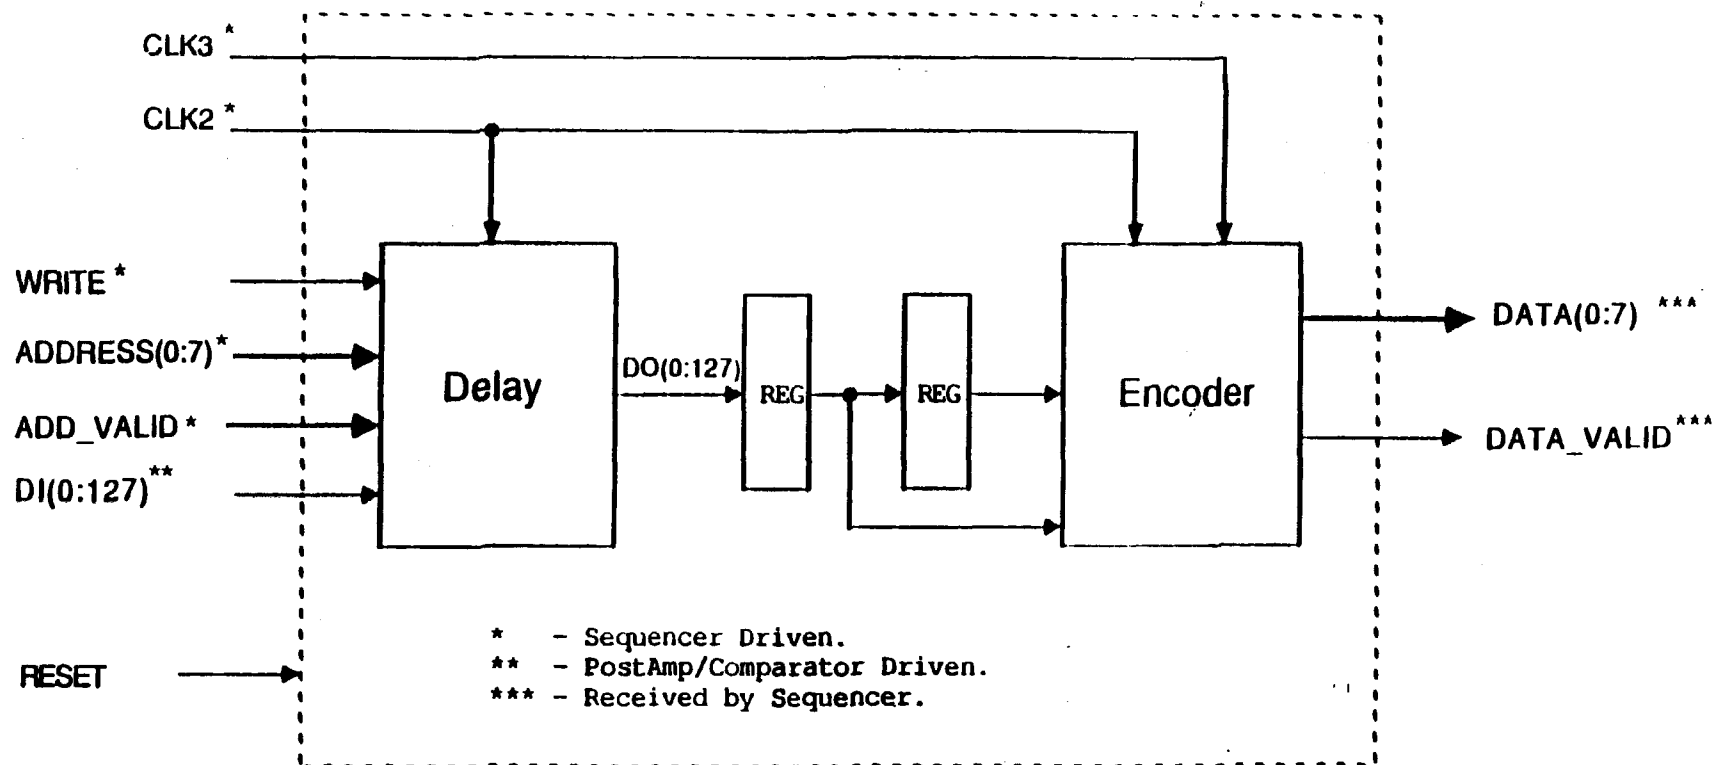 CLK3 *
CLK2 *
WRITE *
ADDRESS(0:7)*
ADD_VALID *
DI(0:127)**
Delay
DO(0:127)
REG
REG
Encoder
DATA(0:7) ***
DATA_VALID***
RESET
* - Sequencer Driven.
** - PostAmp/Comparator Driven.
*** - Received by Sequencer.